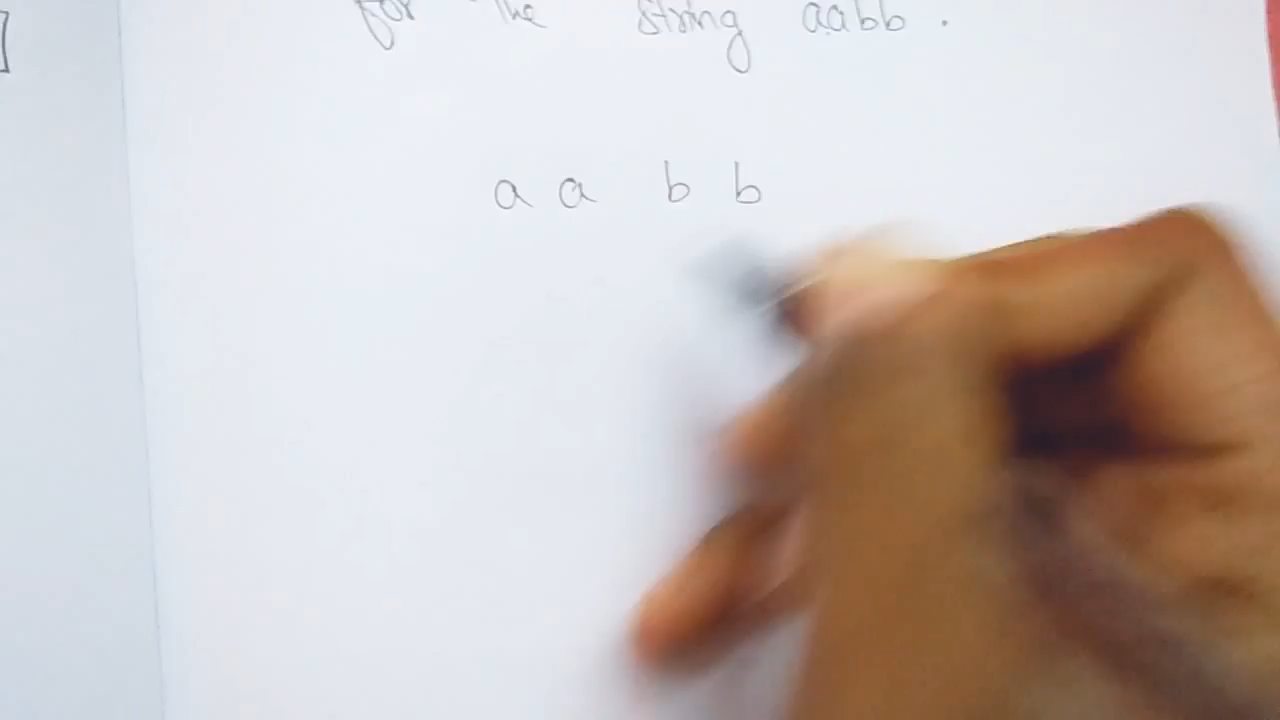 for the string aabb.
a a b b